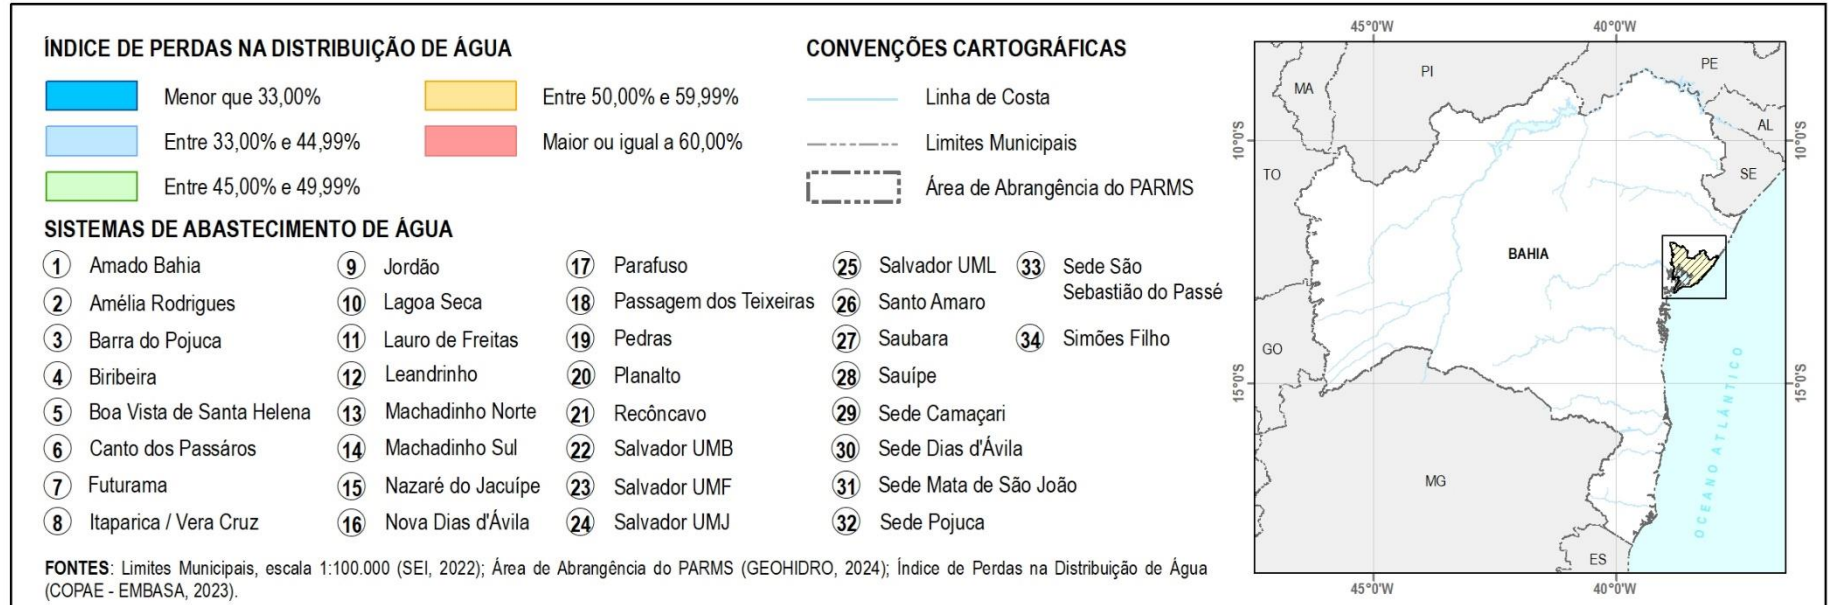 ÍNDICE DE PERDAS NA DISTRIBUIÇÃO DE ÁGUA
Menor que 33,00%
Entre 33,00% e 44,99%
Entre 45,00% e 49,99%
Entre 50,00% e 59,99%
Maior ou igual a 60,00%
CONVENÇÕES CARTOGRÁFICAS
Linha de Costa
Limites Municipais
Área de Abrangência do PARMS
SISTEMAS DE ABASTECIMENTO DE ÁGUA
1 Amado Bahia
2 Amélia Rodrigues
3 Barra do Pojuca
4 Biribeira
5 Boa Vista de Santa Helena
6 Canto dos Passáros
7 Futurama
8 Itaparica / Vera Cruz
9 Jordão
10 Lagoa Seca
11 Lauro de Freitas
12 Leandrinho
13 Machadinho Norte
14 Machadinho Sul
15 Nazaré do Jacuípe
16 Nova Dias d'Ávila
17 Parafuso
18 Passagem dos Teixeiras
19 Pedras
20 Planalto
21 Recôncavo
22 Salvador UMB
23 Salvador UMF
24 Salvador UMJ
25 Salvador UML
26 Santo Amaro
27 Saubara
28 Sauípe
29 Sede Camaçari
30 Sede Dias d'Ávila
31 Sede Mata de São João
32 Sede Pojuca
33 Sede São
Sebastião do Passé
34 Simões Filho
FONTES: Limites Municipais, escala 1:100.000 (SEI, 2022); Área de Abrangência do PARMS (GEOHIDRO, 2024); Índice de Perdas na Distribuição de Água
(COPAE - EMBASA, 2023).
45°0'W 40°0'W
PI
PE
MA
AL
10°0'S 10°0'S
TO
SE
BAHIA
GO
15°0'S 15°0'S
OCEANO ATLÂNTICO
MG
ES
45°0'W 40°0'W